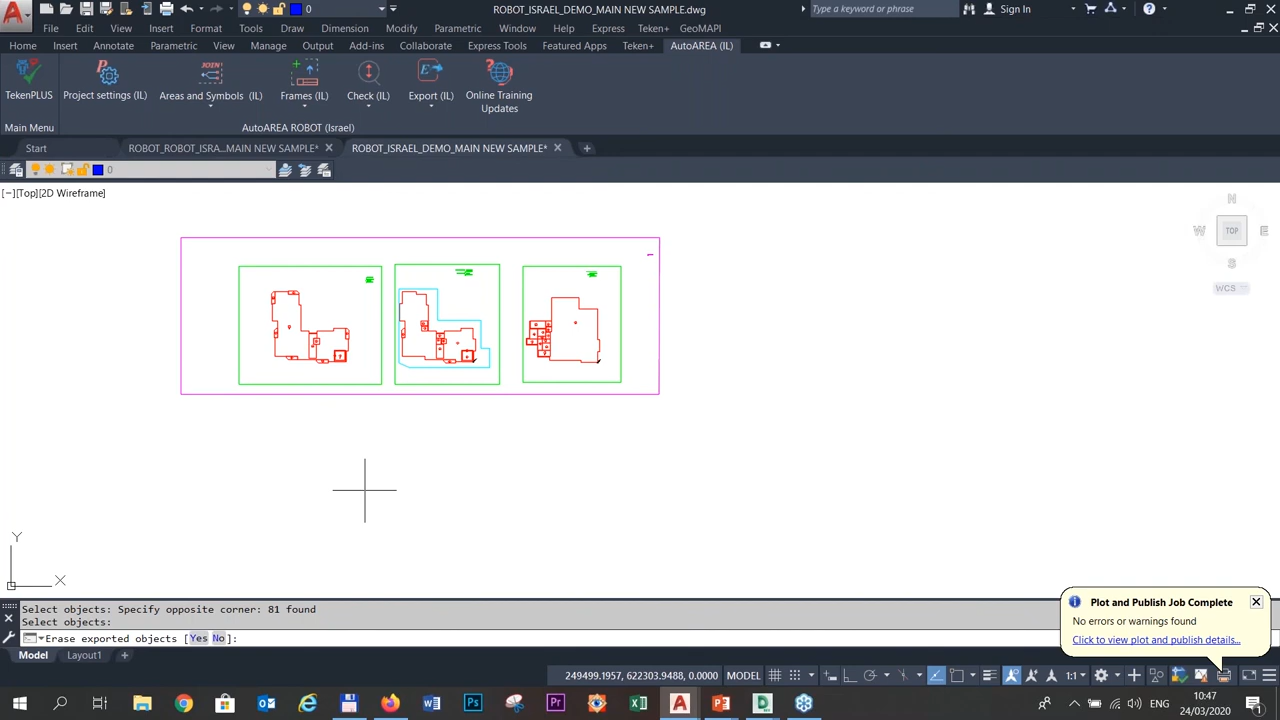 0
ROBOT_ISRAEL_DEMO_MAIN NEW SAMPLE.dwg
Type a keyword or phrase
Sign In
File Edit View Insert Format Tools Draw Dimension Modify Parametric Window Help Express Teken+ GeoMAPI
Home Insert Annotate Parametric View Manage Output Add-ins Collaborate Express Tools Featured Apps Teken+ AutoAREA (IL)
JOIN
TekenPLUS Project settings (IL) Areas and Symbols (IL) Frames (IL) Check (IL) Export (IL) Online Training
Updates
Main Menu AutoAREA ROBOT (Israel)
Start ROBOT_ROBOT_ISRA...MAIN NEW SAMPLE* ROBOT_ISRAEL_DEMO_MAIN NEW SAMPLE*
0
[−][Top][2D Wireframe]
N
W TOP E
S
WCS
Y
X
Plot and Publish Job Complete
No errors or warnings found
Click to view plot and publish details...
Select objects: Specify opposite corner: 81 found
Select objects:
Erase exported objects [Yes No]:
Model Layout1
249499.1957, 622303.9488, 0.0000 MODEL 1:1
10:47
ENG
24/03/2020